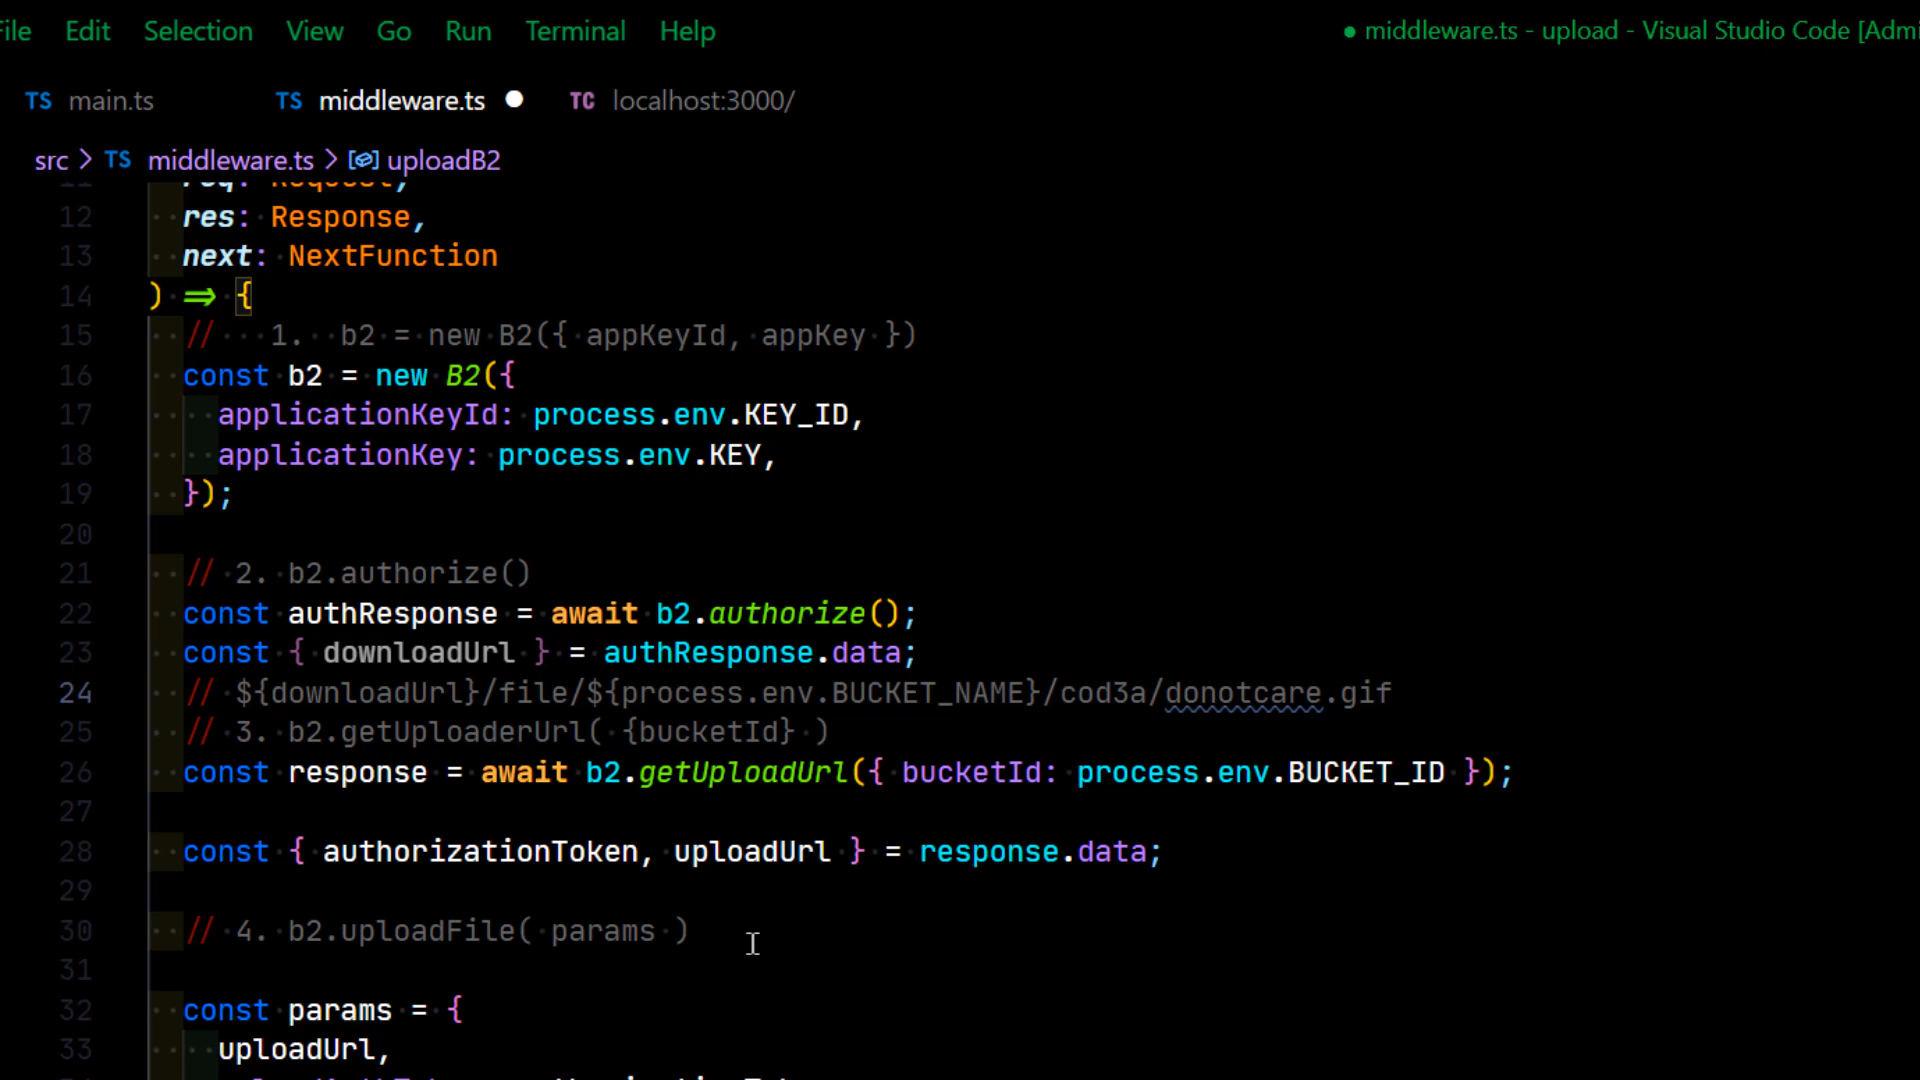 File Edit Selection View Go Run Terminal Help
● middleware.ts - upload - Visual Studio Code [Admi
TS main.ts
TS middleware.ts ●
TC localhost:3000/
src > TS middleware.ts > uploadB2
11 req: Request,
12 res: Response,
13 next: NextFunction
14 ) => {
15 // 1. b2 = new B2({ appKeyId, appKey })
16 const b2 = new B2({
17 applicationKeyId: process.env.KEY_ID,
18 applicationKey: process.env.KEY,
19 });
20
21 // 2. b2.authorize()
22 const authResponse = await b2.authorize();
23 const { downloadUrl } = authResponse.data;
24 // ${downloadUrl}/file/${process.env.BUCKET_NAME}/cod3a/donotcare.gif
25 // 3. b2.getUploaderUrl( {bucketId} )
26 const response = await b2.getUploadUrl({ bucketId: process.env.BUCKET_ID });
27
28 const { authorizationToken, uploadUrl } = response.data;
29
30 // 4. b2.uploadFile( params )
31
32 const params = {
33 uploadUrl,